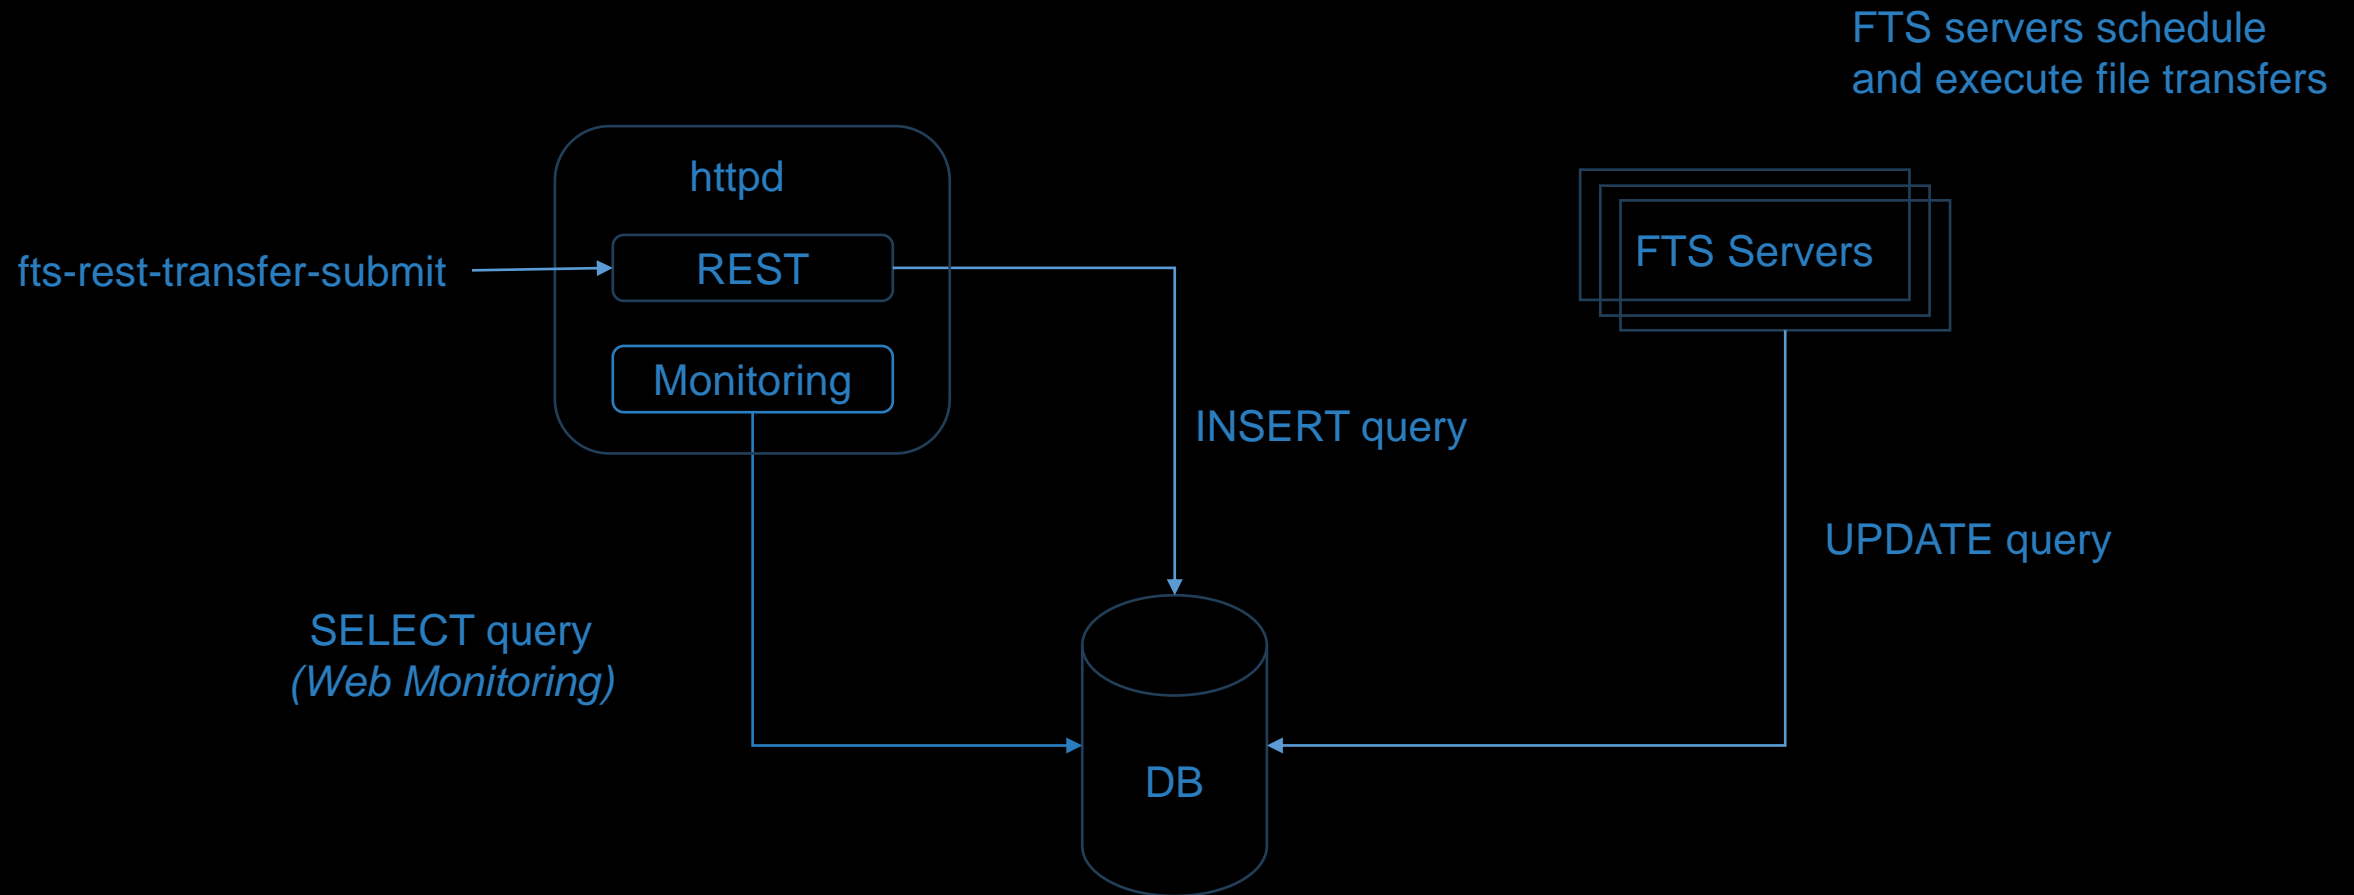 FTS servers schedule
and execute file transfers
httpd
fts-rest-transfer-submit
REST
FTS Servers
Monitoring
INSERT query
UPDATE query
SELECT query
(Web Monitoring)
DB